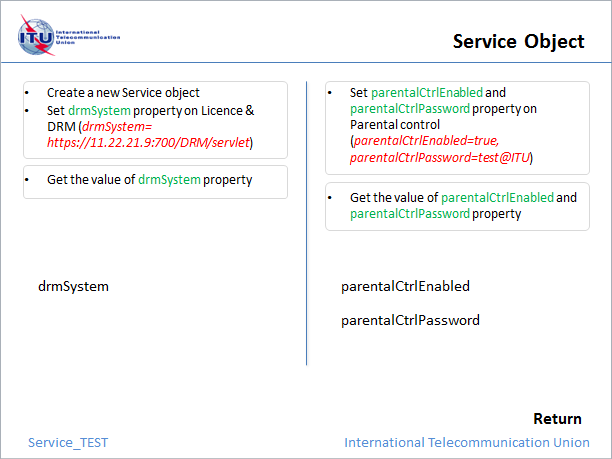 International
Telecommunication
Union
Service Object
• Create a new Service object
• Set drmSystem property on Licence &
DRM (drmSystem=
https://11.22.21.9:700/DRM/servlet)
• Get the value of drmSystem property
drmSystem
• Set parentalCtrlEnabled and
parentalCtrlPassword property on
Parental control
(parentalCtrlEnabled=true,
parentalCtrlPassword=test@ITU)
• Get the value of parentalCtrlEnabled and
parentalCtrlPassword property
parentalCtrlEnabled
parentalCtrlPassword
Return
Service_TEST
International Telecommunication Union